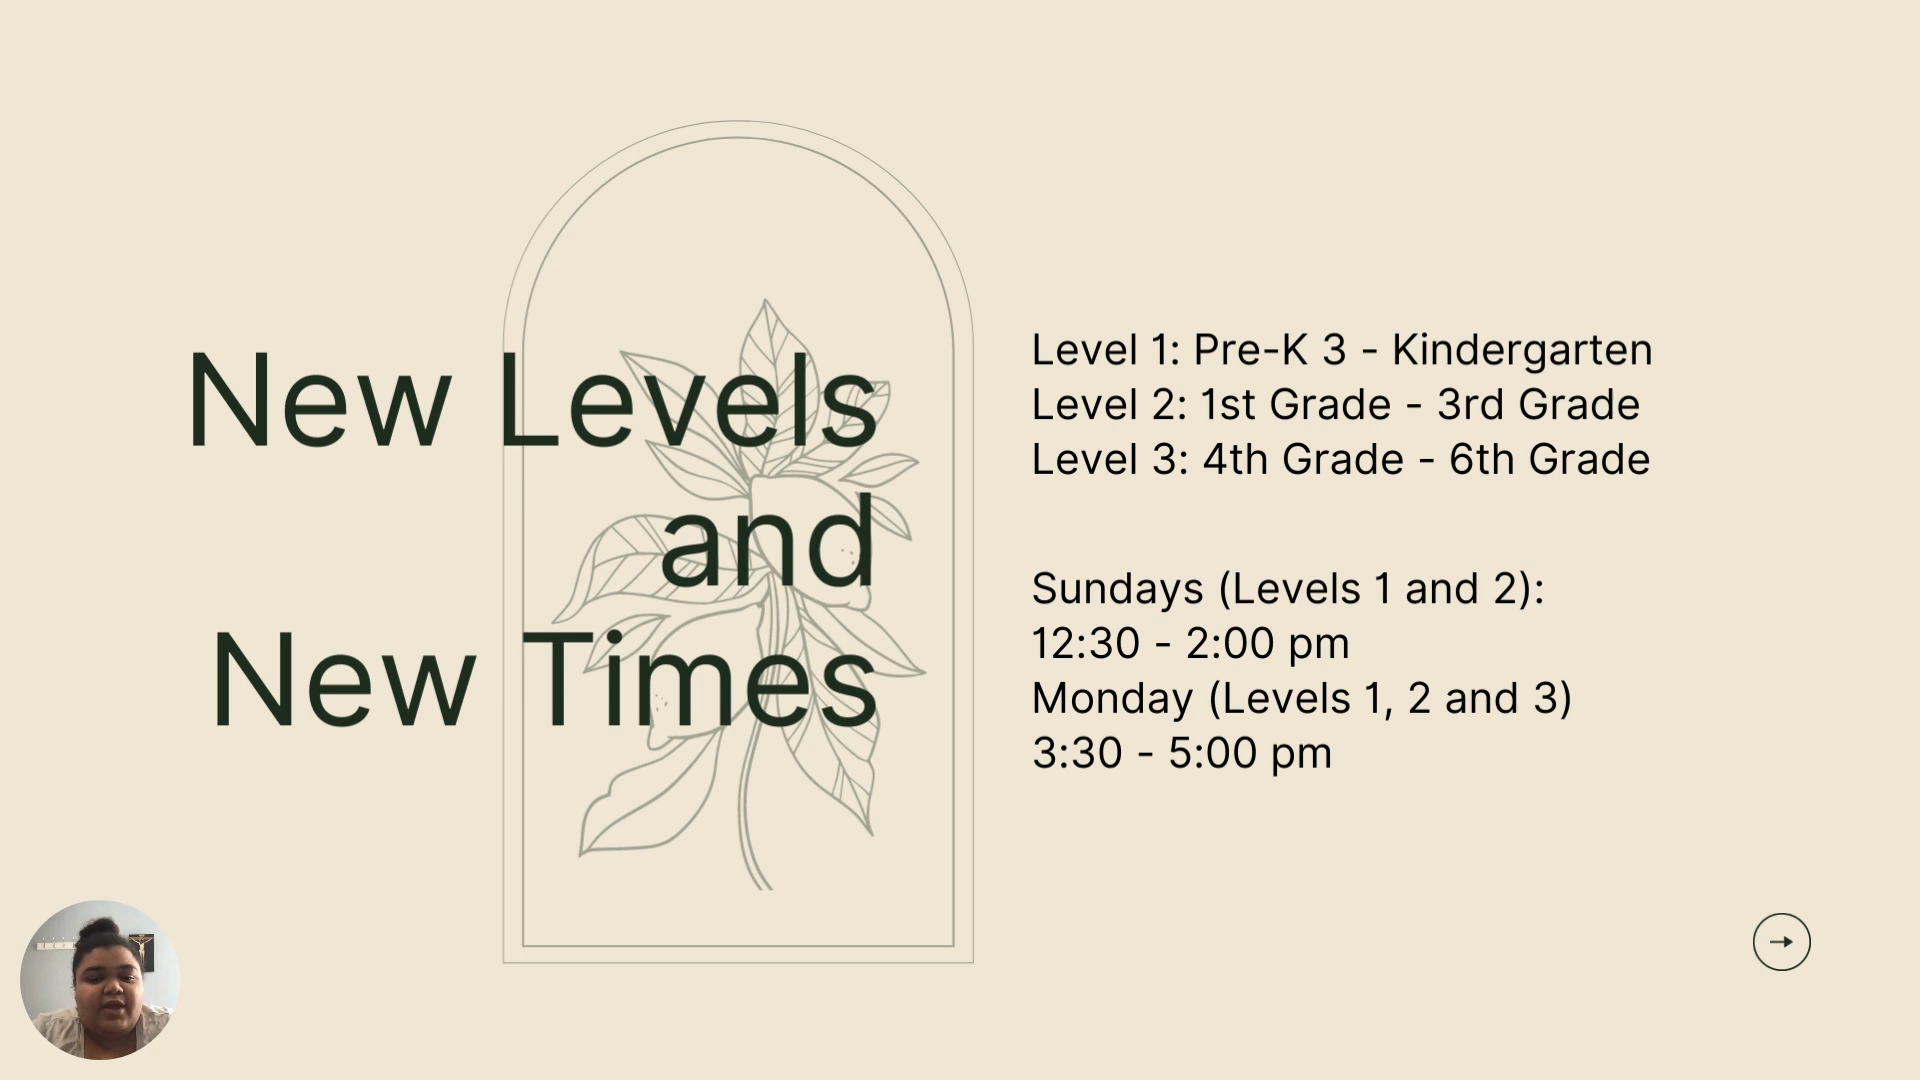 New Levels
and
New Times
Level 1: Pre-K 3 - Kindergarten
Level 2: 1st Grade - 3rd Grade
Level 3: 4th Grade - 6th Grade
Sundays (Levels 1 and 2):
12:30 - 2:00 pm
Monday (Levels 1, 2 and 3)
3:30 - 5:00 pm